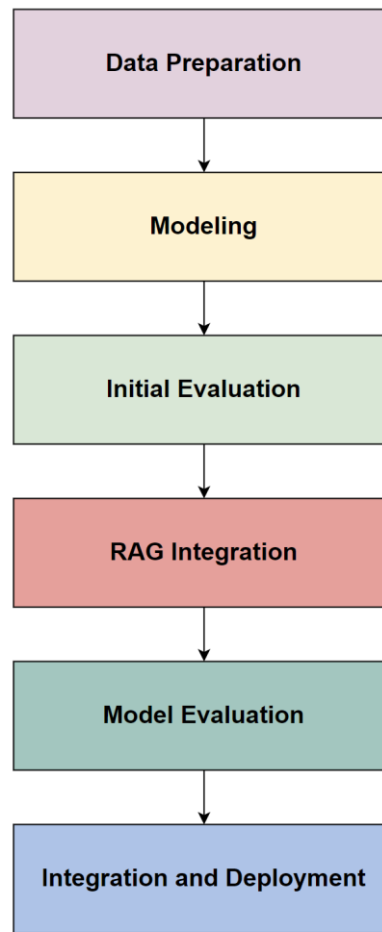 Data Preparation
Modeling
Initial Evaluation
RAG Integration
Model Evaluation
Integration and Deployment